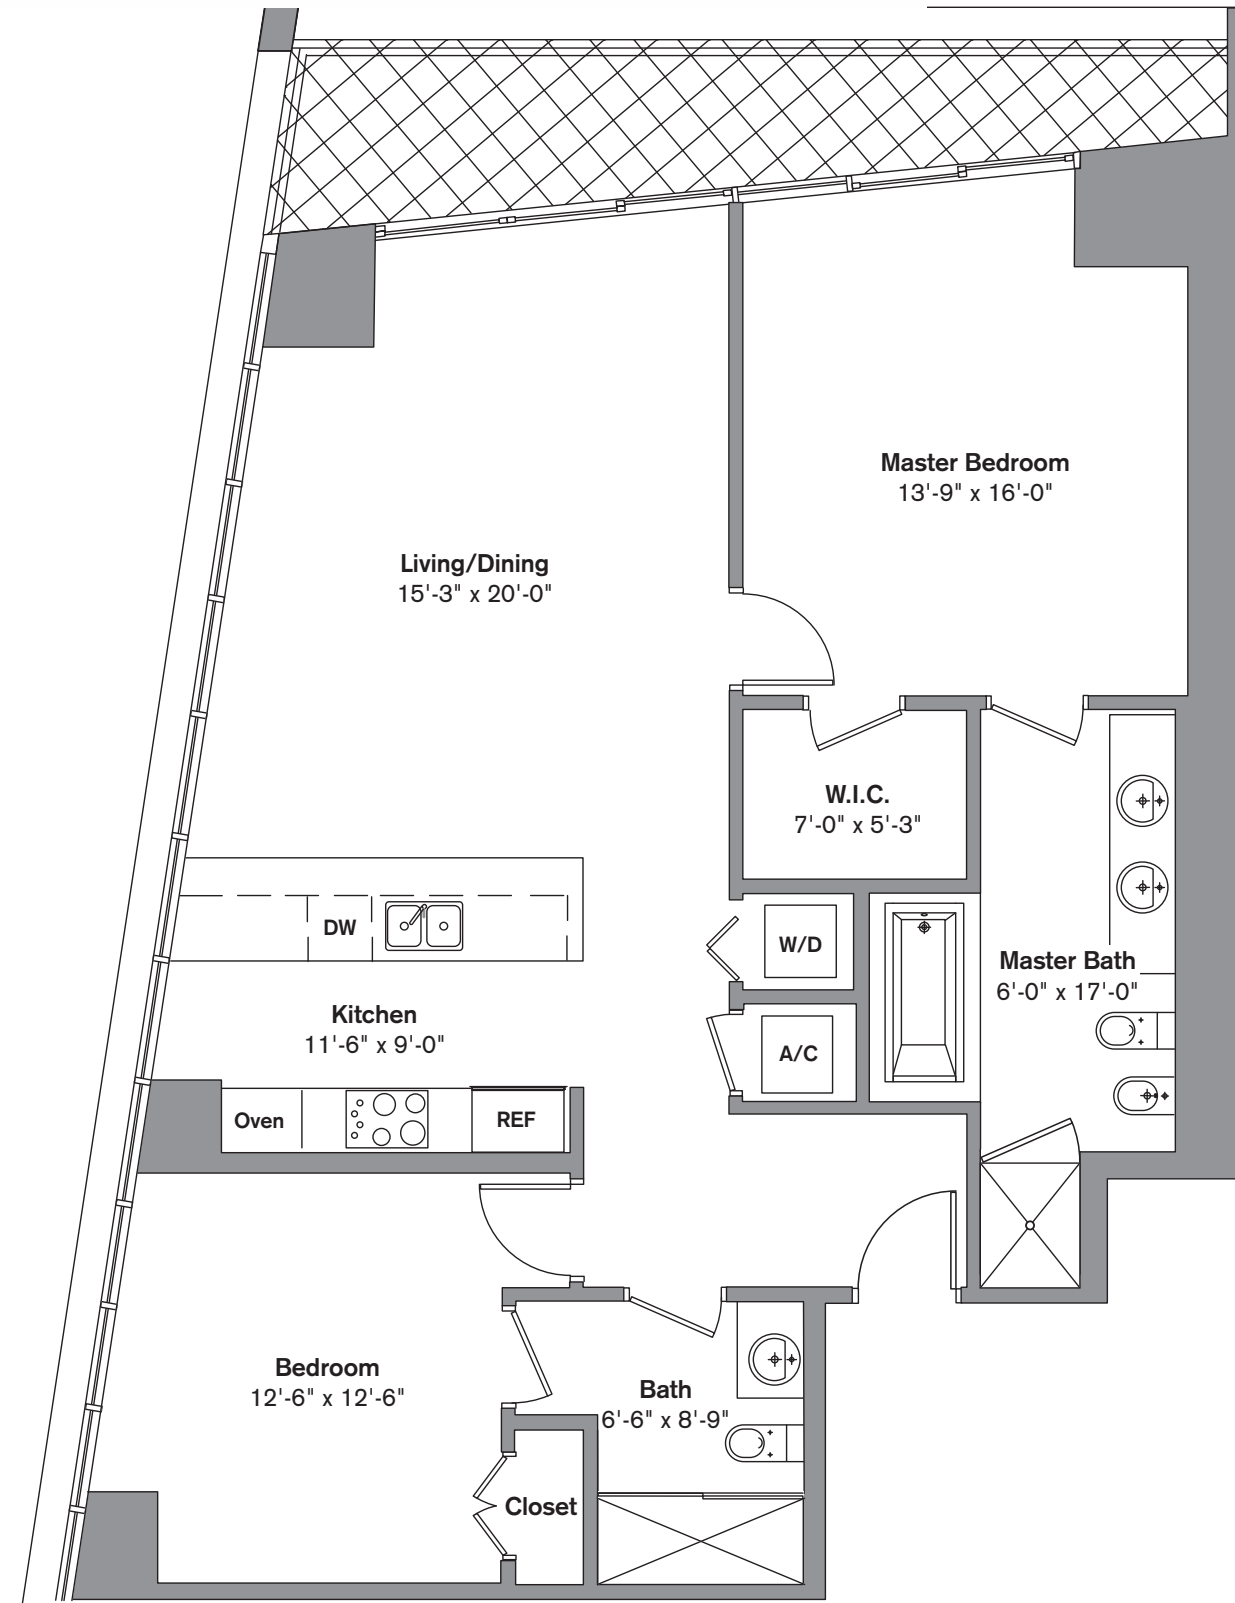 Master Bedroom
13'-9" x 16'-0"
Living/Dining
15'-3" x 20'-0"
W.I.C.
7'-0" x 5'-3"
DW
W/D
Master Bath
6'-0" x 17'-0"
Kitchen
11'-6" x 9'-0"
A/C
Oven
REF
Bedroom
12'-6" x 12'-6"
Bath
6'-6" x 8'-9"
Closet